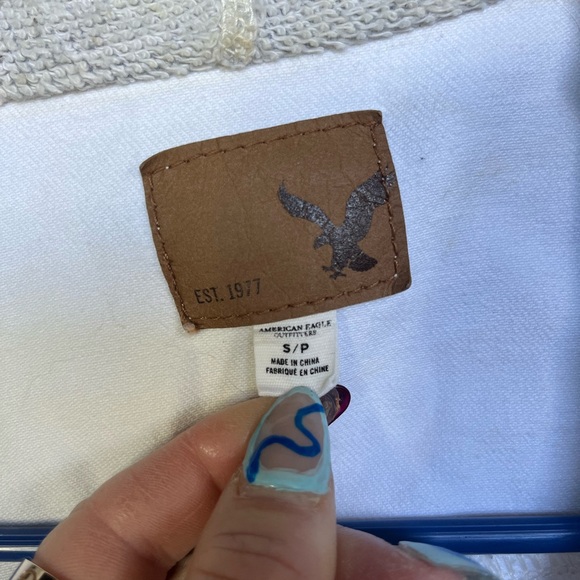 EST. 1977
AMERICAN EAGLE
OUTFITTERS
S/P
MADE IN CHINA
FABRIQUÉ EN CHINE